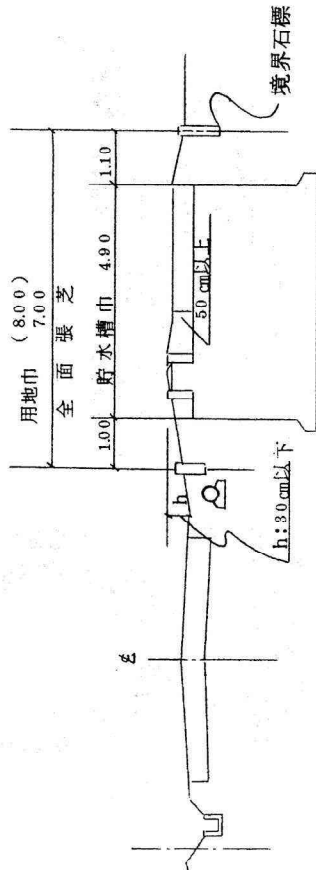 用地巾 (8.00)
7.00
全面張芝
貯水槽巾
1.00
4.90
1.10
50cm以上
h
h:30cm以下
境界石標